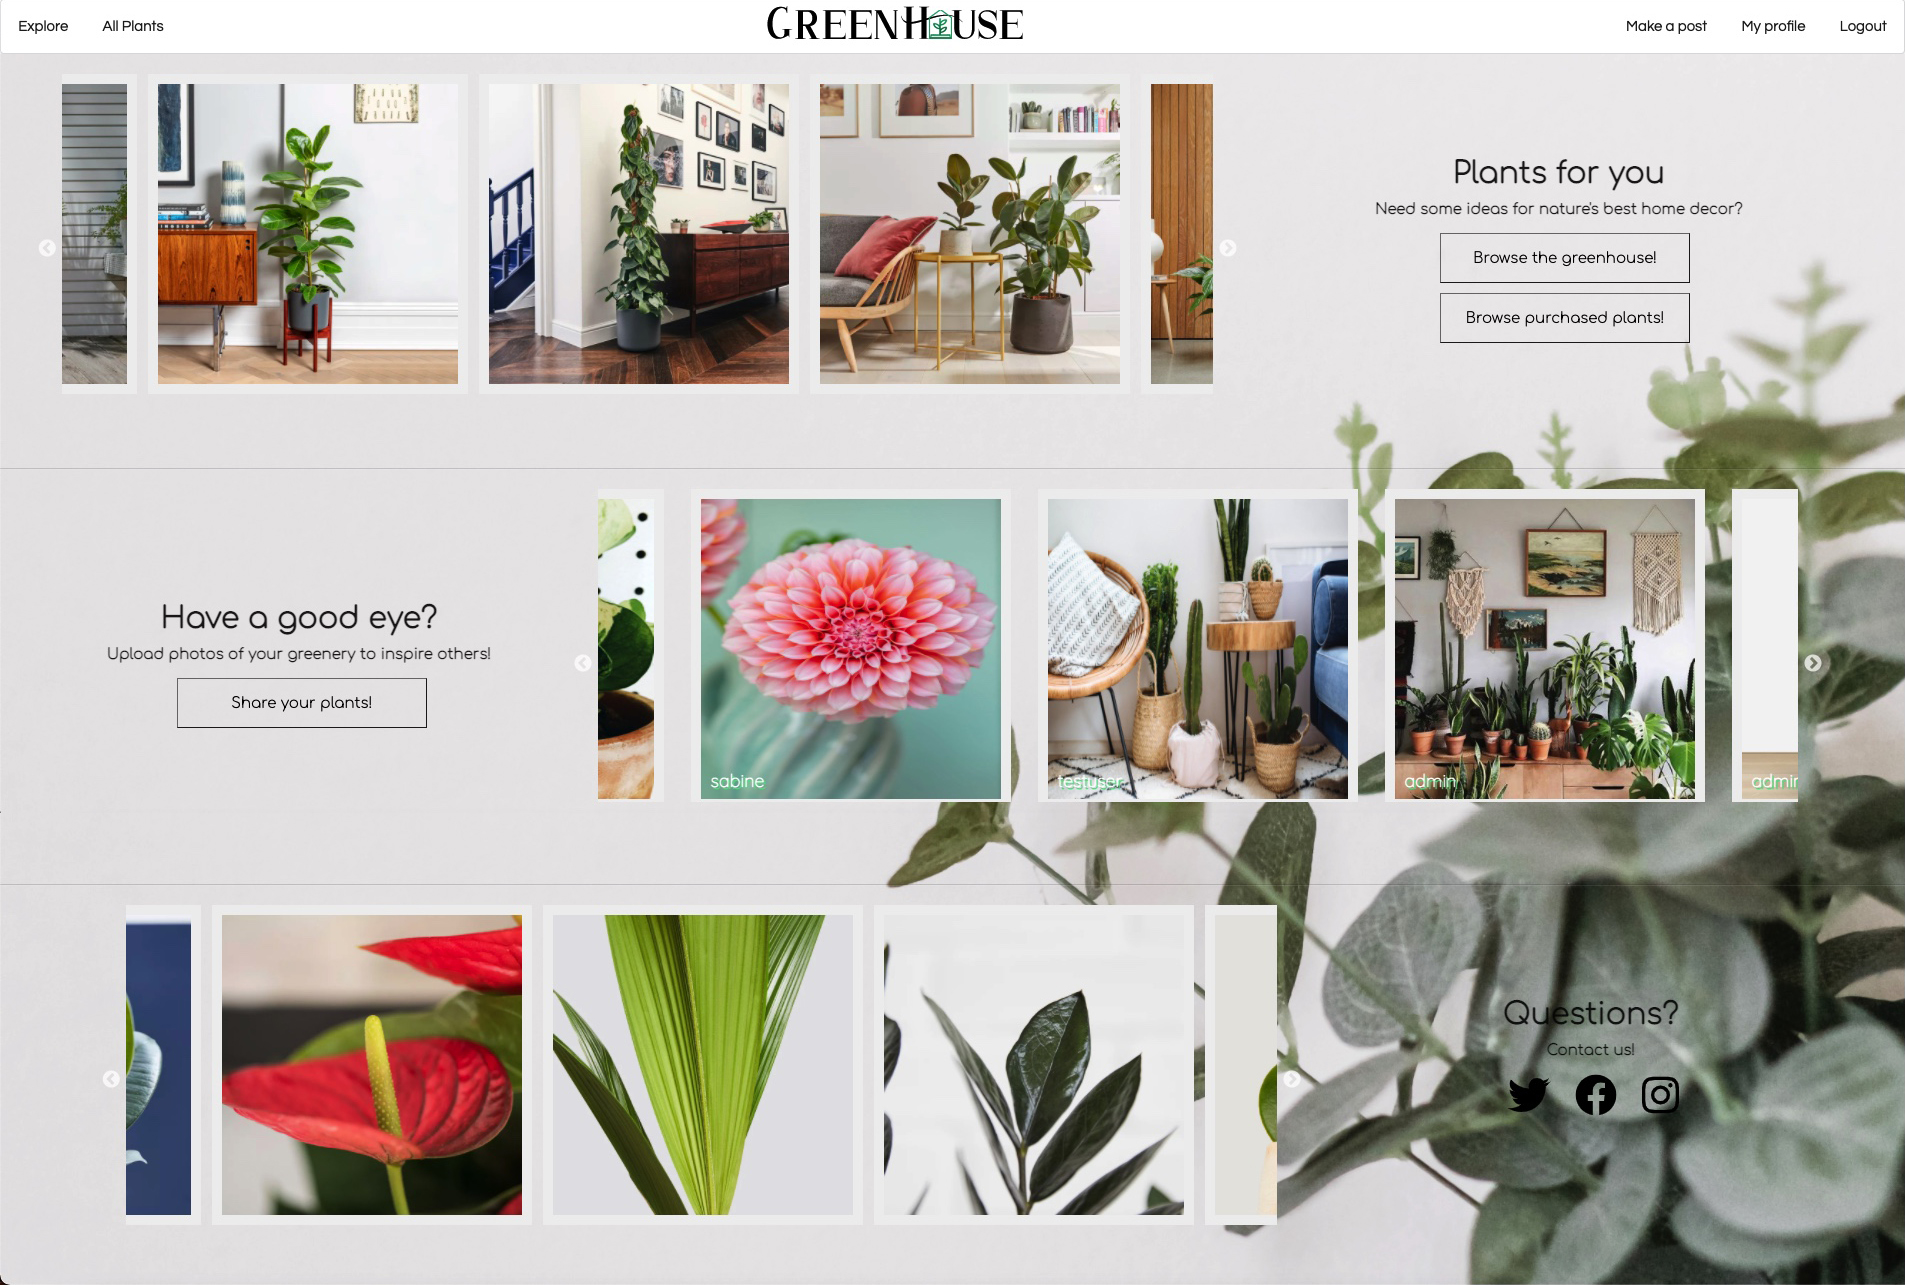 Explore
All Plants
GREENHOUSE
Make a post
My profile
Logout
Plants for you
Need some ideas for nature's best home decor?
Browse the greenhouse!
Browse purchased plants!
Have a good eye?
Upload photos of your greenery to inspire others!
Share your plants!
sabine
testuser
admin
admin
Questions?
Contact us!